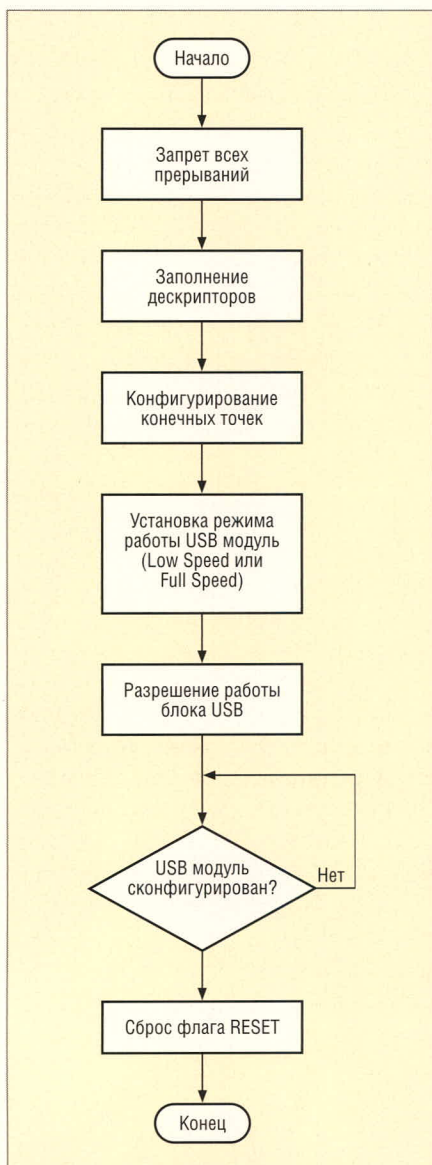 Начало
Запрет всех
прерываний
Заполнение
дескрипторов
Конфигурирование
конечных точек
Установка режима
работы USB модуль
(Low Speed или
Full Speed)
Разрешение работы
блока USB
USB модуль
сконфигурирован?
Нет
Сброс флага RESET
Конец